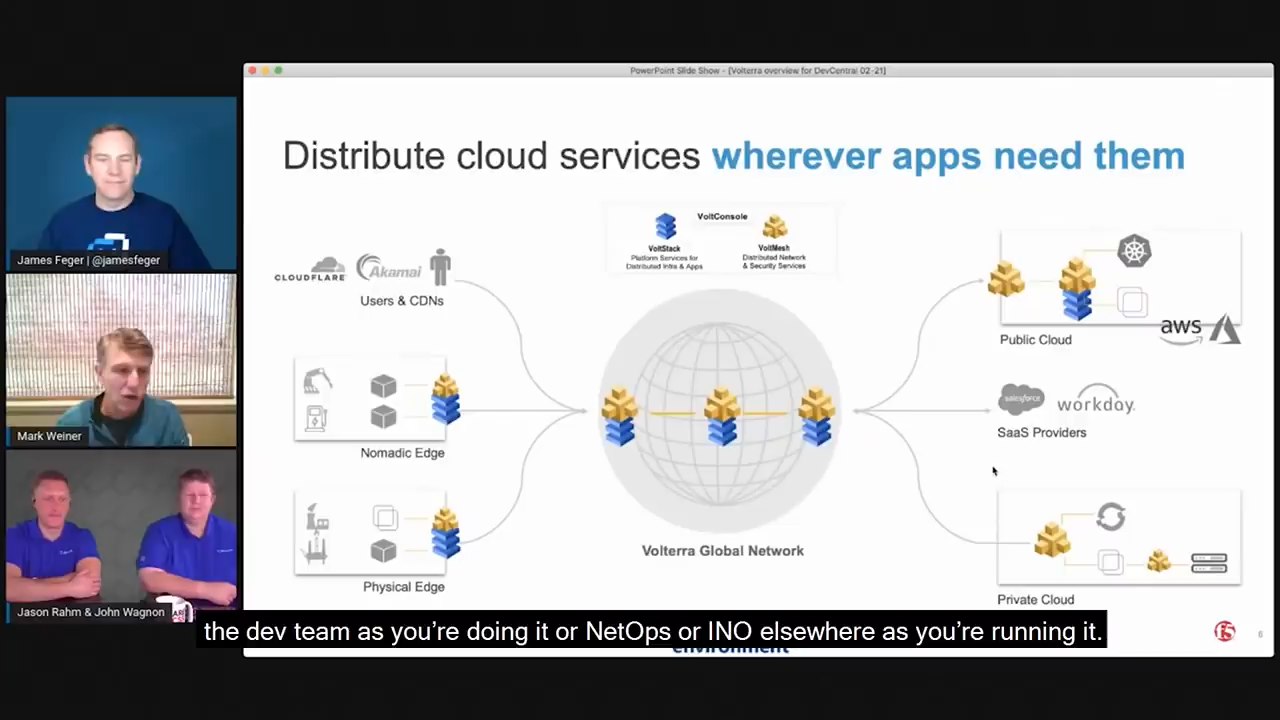 PowerPoint Slide Show - [Volterra overview for DevCentral 02-21]
Distribute cloud services wherever apps need them
VoltConsole
VoltStack
Platform Services for
Distributed Infra & Apps
VoltMesh
Distributed Network
& Security Services
CLOUDFLARE
Akamai
Users & CDNs
Nomadic Edge
Physical Edge
Volterra Global Network
Public Cloud
aws
salesforce
workday.
SaaS Providers
Private Cloud
environment
f5
6
James Feger | @jamesfeger
Mark Weiner
Jason Rahm & John Wagnon
the dev team as you’re doing it or NetOps or INO elsewhere as you’re running it.